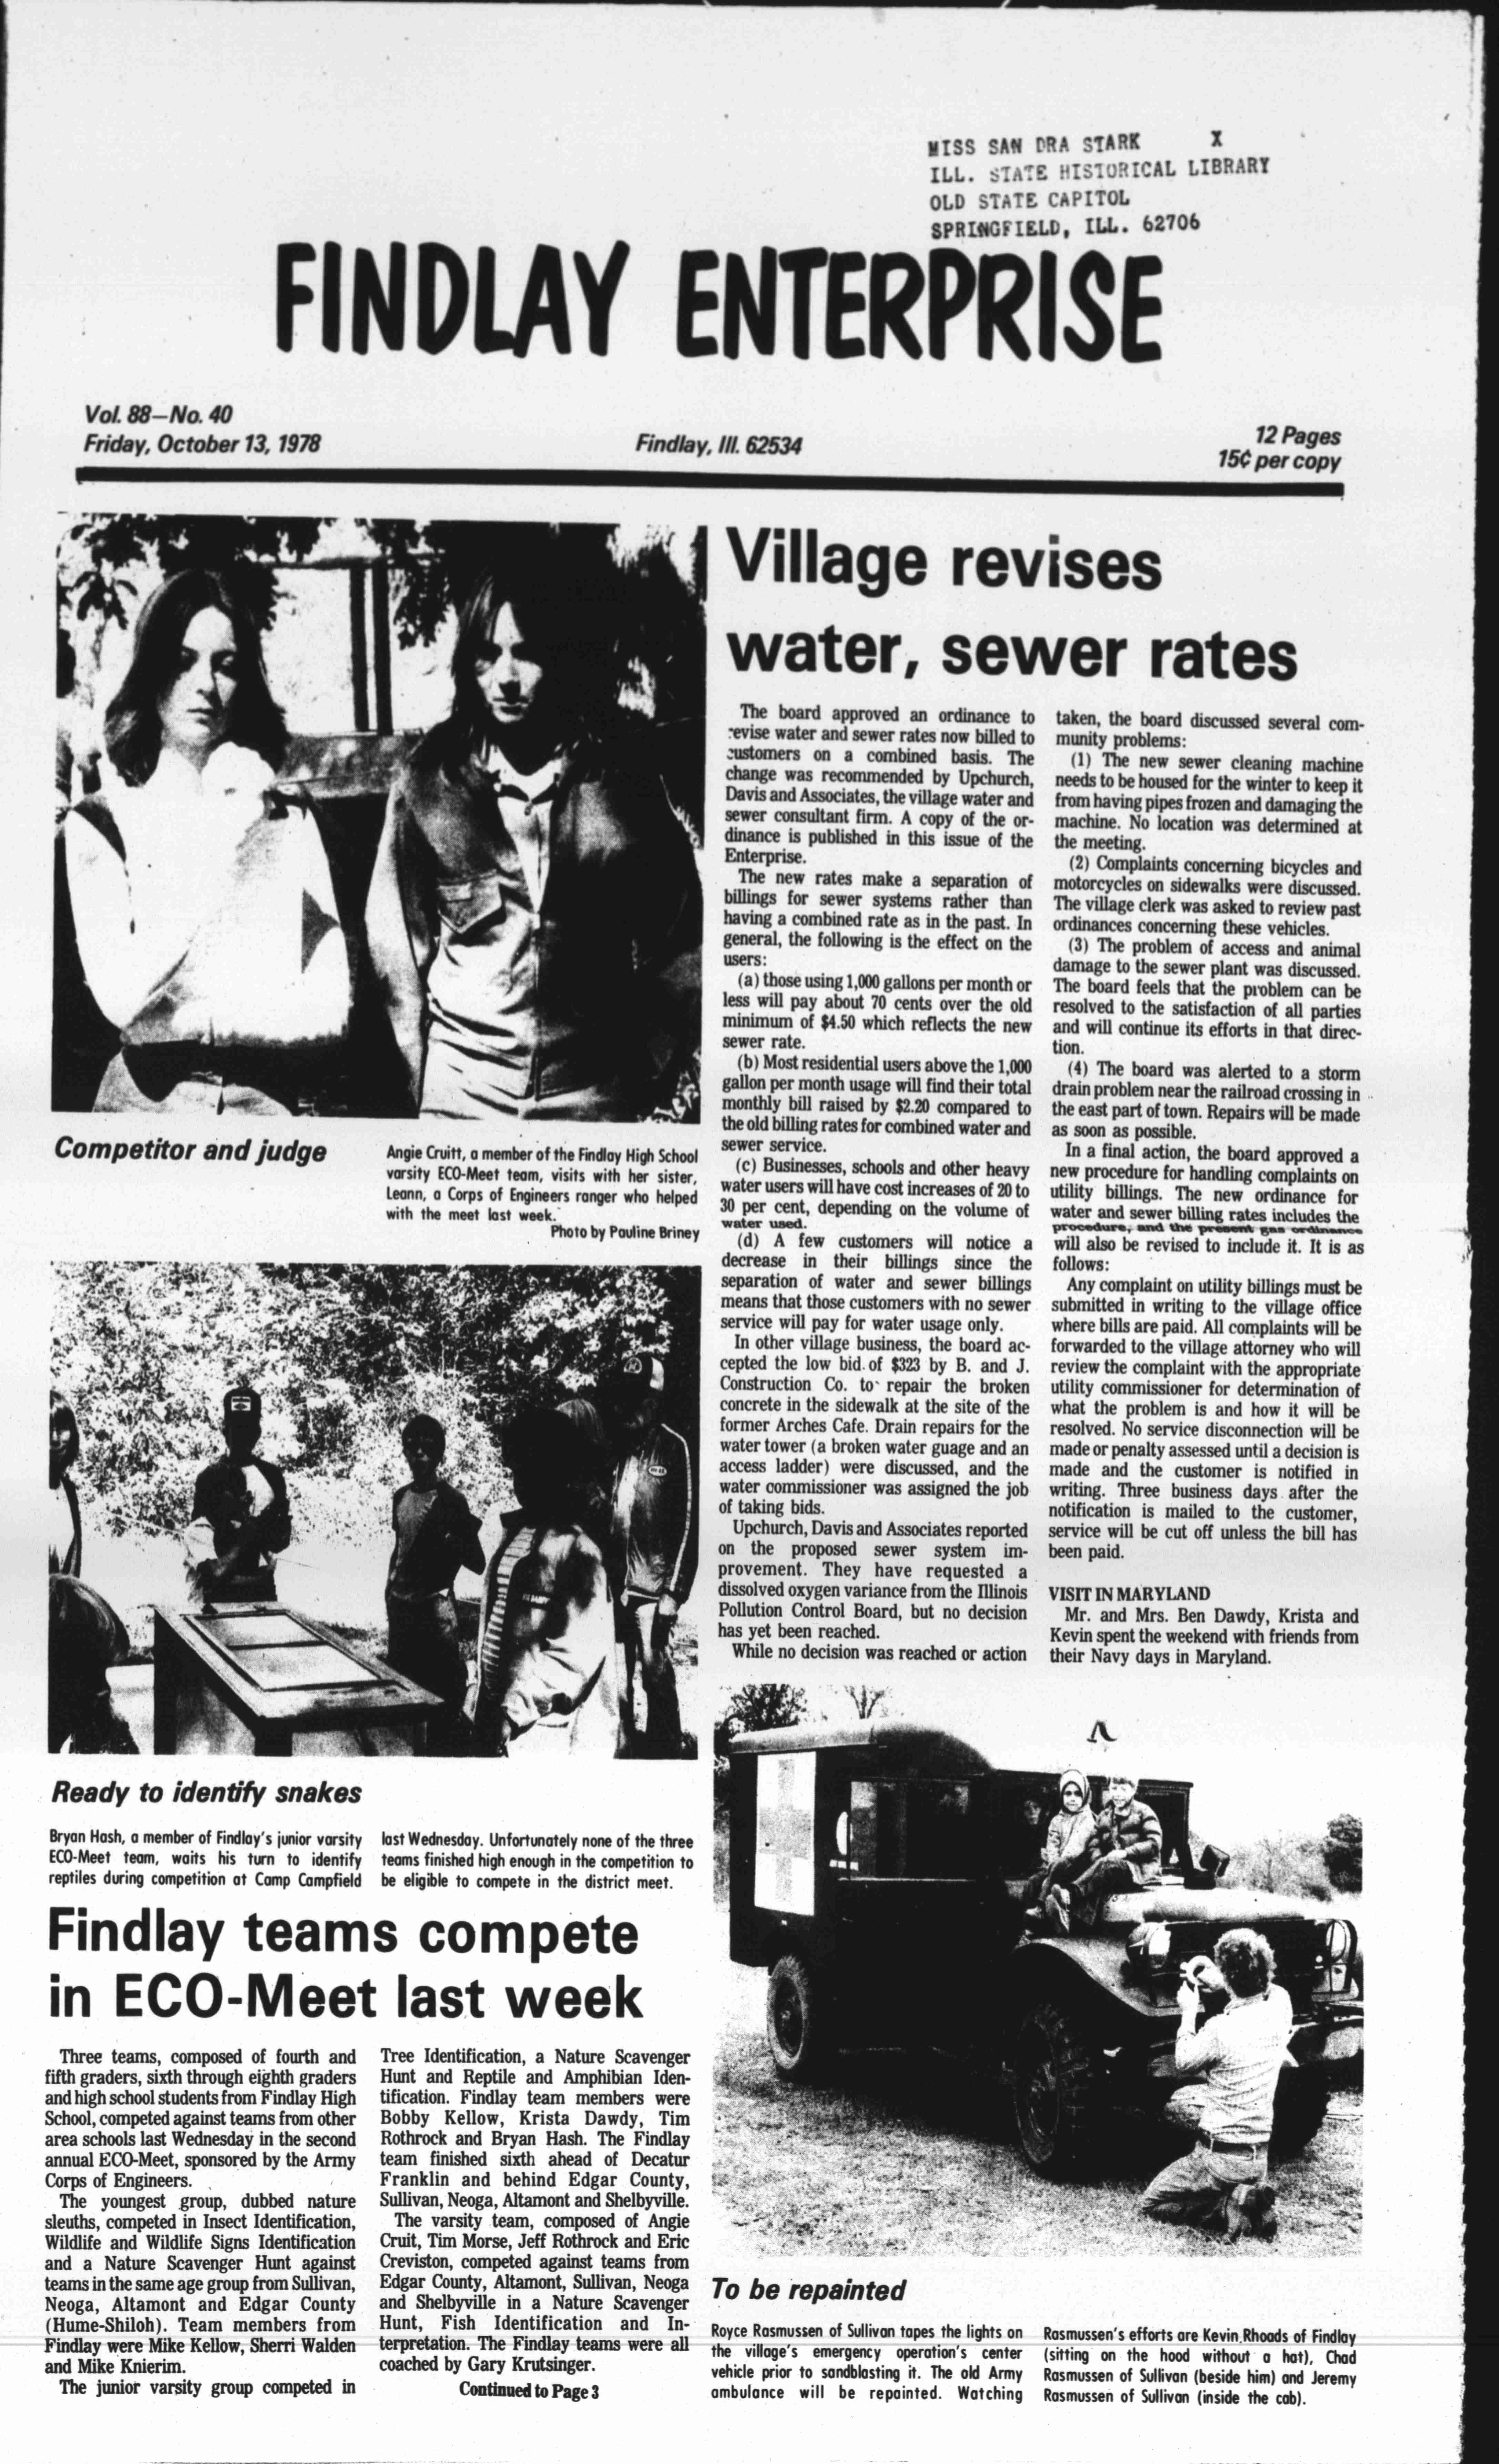 MISS SAN DRA STARK X
ILL. STATE HISTORICAL LIBRARY
OLD STATE CAPITOL
SPRINGFIELD, ILL. 62706
FINDLAY ENTERPRISE
Vol. 88—No. 40
Friday, October 13, 1978
Findlay, Ill. 62534
12 Pages
15¢ per copy
Competitor and judge
Angie Cruitt, a member of the Findlay High School
varsity ECO-Meet team, visits with her sister,
Leann, a Corps of Engineers ranger who helped
with the meet last week.
Photo by Pauline Briney
Ready to identify snakes
Bryan Hash, a member of Findlay's junior varsity
ECO-Meet team, waits his turn to identify
reptiles during competition at Camp Campfield
last Wednesday. Unfortunately none of the three
teams finished high enough in the competition to
be eligible to compete in the district meet.
Findlay teams compete
in ECO-Meet last week
Three teams, composed of fourth and
fifth graders, sixth through eighth graders
and high school students from Findlay High
School, competed against teams from other
area schools last Wednesday in the second
annual ECO-Meet, sponsored by the Army
Corps of Engineers.
The youngest group, dubbed nature
sleuths, competed in Insect Identification,
Wildlife and Wildlife Signs Identification
and a Nature Scavenger Hunt against
teams in the same age group from Sullivan,
Neoga, Altamont and Edgar County
(Hume-Shiloh). Team members from
Findlay were Mike Kellow, Sherri Walden
and Mike Knierim.
The junior varsity group competed in
Tree Identification, a Nature Scavenger
Hunt and Reptile and Amphibian Iden-
tification. Findlay team members were
Bobby Kellow, Krista Dawdy, Tim
Rothrock and Bryan Hash. The Findlay
team finished sixth ahead of Decatur
Franklin and behind Edgar County,
Sullivan, Neoga, Altamont and Shelbyville.
The varsity team, composed of Angie
Cruit, Tim Morse, Jeff Rothrock and Eric
Creviston, competed against teams from
Edgar County, Altamont, Sullivan, Neoga
and Shelbyville in a Nature Scavenger
Hunt, Fish Identification and In-
terpretation. The Findlay teams were all
coached by Gary Krutsinger.
Continued to Page 3
Village revises
water, sewer rates
The board approved an ordinance to
revise water and sewer rates now billed to
customers on a combined basis. The
change was recommended by Upchurch,
Davis and Associates, the village water and
sewer consultant firm. A copy of the or-
dinance is published in this issue of the
Enterprise.
The new rates make a separation of
billings for sewer systems rather than
having a combined rate as in the past. In
general, the following is the effect on the
users:
(a) those using 1,000 gallons per month or
less will pay about 70 cents over the old
minimum of $4.50 which reflects the new
sewer rate.
(b) Most residential users above the 1,000
gallon per month usage will find their total
monthly bill raised by $2.20 compared to
the old billing rates for combined water and
sewer service.
(c) Businesses, schools and other heavy
water users will have cost increases of 20 to
30 per cent, depending on the volume of
water used.
(d) A few customers will notice a
decrease in their billings since the
separation of water and sewer billings
means that those customers with no sewer
service will pay for water usage only.
In other village business, the board ac-
cepted the low bid of $323 by B. and J.
Construction Co. to repair the broken
concrete in the sidewalk at the site of the
former Arches Cafe. Drain repairs for the
water tower (a broken water guage and an
access ladder) were discussed, and the
water commissioner was assigned the job
of taking bids.
Upchurch, Davis and Associates reported
on the proposed sewer system im-
provement. They have requested a
dissolved oxygen variance from the Illinois
Pollution Control Board, but no decision
has yet been reached.
While no decision was reached or action
taken, the board discussed several com-
munity problems:
(1) The new sewer cleaning machine
needs to be housed for the winter to keep it
from having pipes frozen and damaging the
machine. No location was determined at
the meeting.
(2) Complaints concerning bicycles and
motorcycles on sidewalks were discussed.
The village clerk was asked to review past
ordinances concerning these vehicles.
(3) The problem of access and animal
damage to the sewer plant was discussed.
The board feels that the problem can be
resolved to the satisfaction of all parties
and will continue its efforts in that direc-
tion.
(4) The board was alerted to a storm
drain problem near the railroad crossing in
the east part of town. Repairs will be made
as soon as possible.
In a final action, the board approved a
new procedure for handling complaints on
utility billings. The new ordinance for
water and sewer billing rates includes the
procedure, and the present gas ordinance
will also be revised to include it. It is as
follows:
Any complaint on utility billings must be
submitted in writing to the village office
where bills are paid. All complaints will be
forwarded to the village attorney who will
review the complaint with the appropriate
utility commissioner for determination of
what the problem is and how it will be
resolved. No service disconnection will be
made or penalty assessed until a decision is
made and the customer is notified in
writing. Three business days after the
notification is mailed to the customer,
service will be cut off unless the bill has
been paid.
VISIT IN MARYLAND
Mr. and Mrs. Ben Dawdy, Krista and
Kevin spent the weekend with friends from
their Navy days in Maryland.
To be repainted
Royce Rasmussen of Sullivan tapes the lights on
the village's emergency operation's center
vehicle prior to sandblasting it. The old Army
ambulance will be repainted. Watching
Rasmussen's efforts are Kevin Rhoads of Findlay
(sitting on the hood without a hat), Chad
Rasmussen of Sullivan (beside him) and Jeremy
Rasmussen of Sullivan (inside the cab).